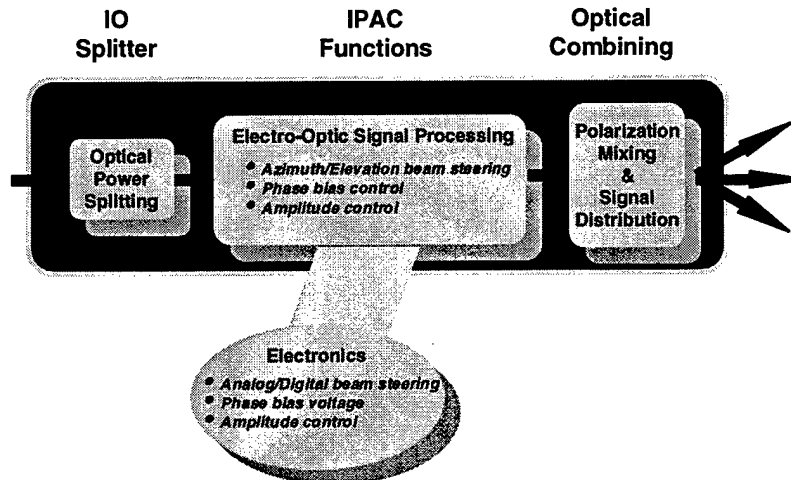 IO
Splitter
IPAC
Functions
Optical
Combining
Optical
Power
Splitting
Electro-Optic Signal Processing
• Azimuth/Elevation beam steering
• Phase bias control
• Amplitude control
Polarization
Mixing
&
Signal
Distribution
Electronics
• Analog/Digital beam steering
• Phase bias voltage
• Amplitude control